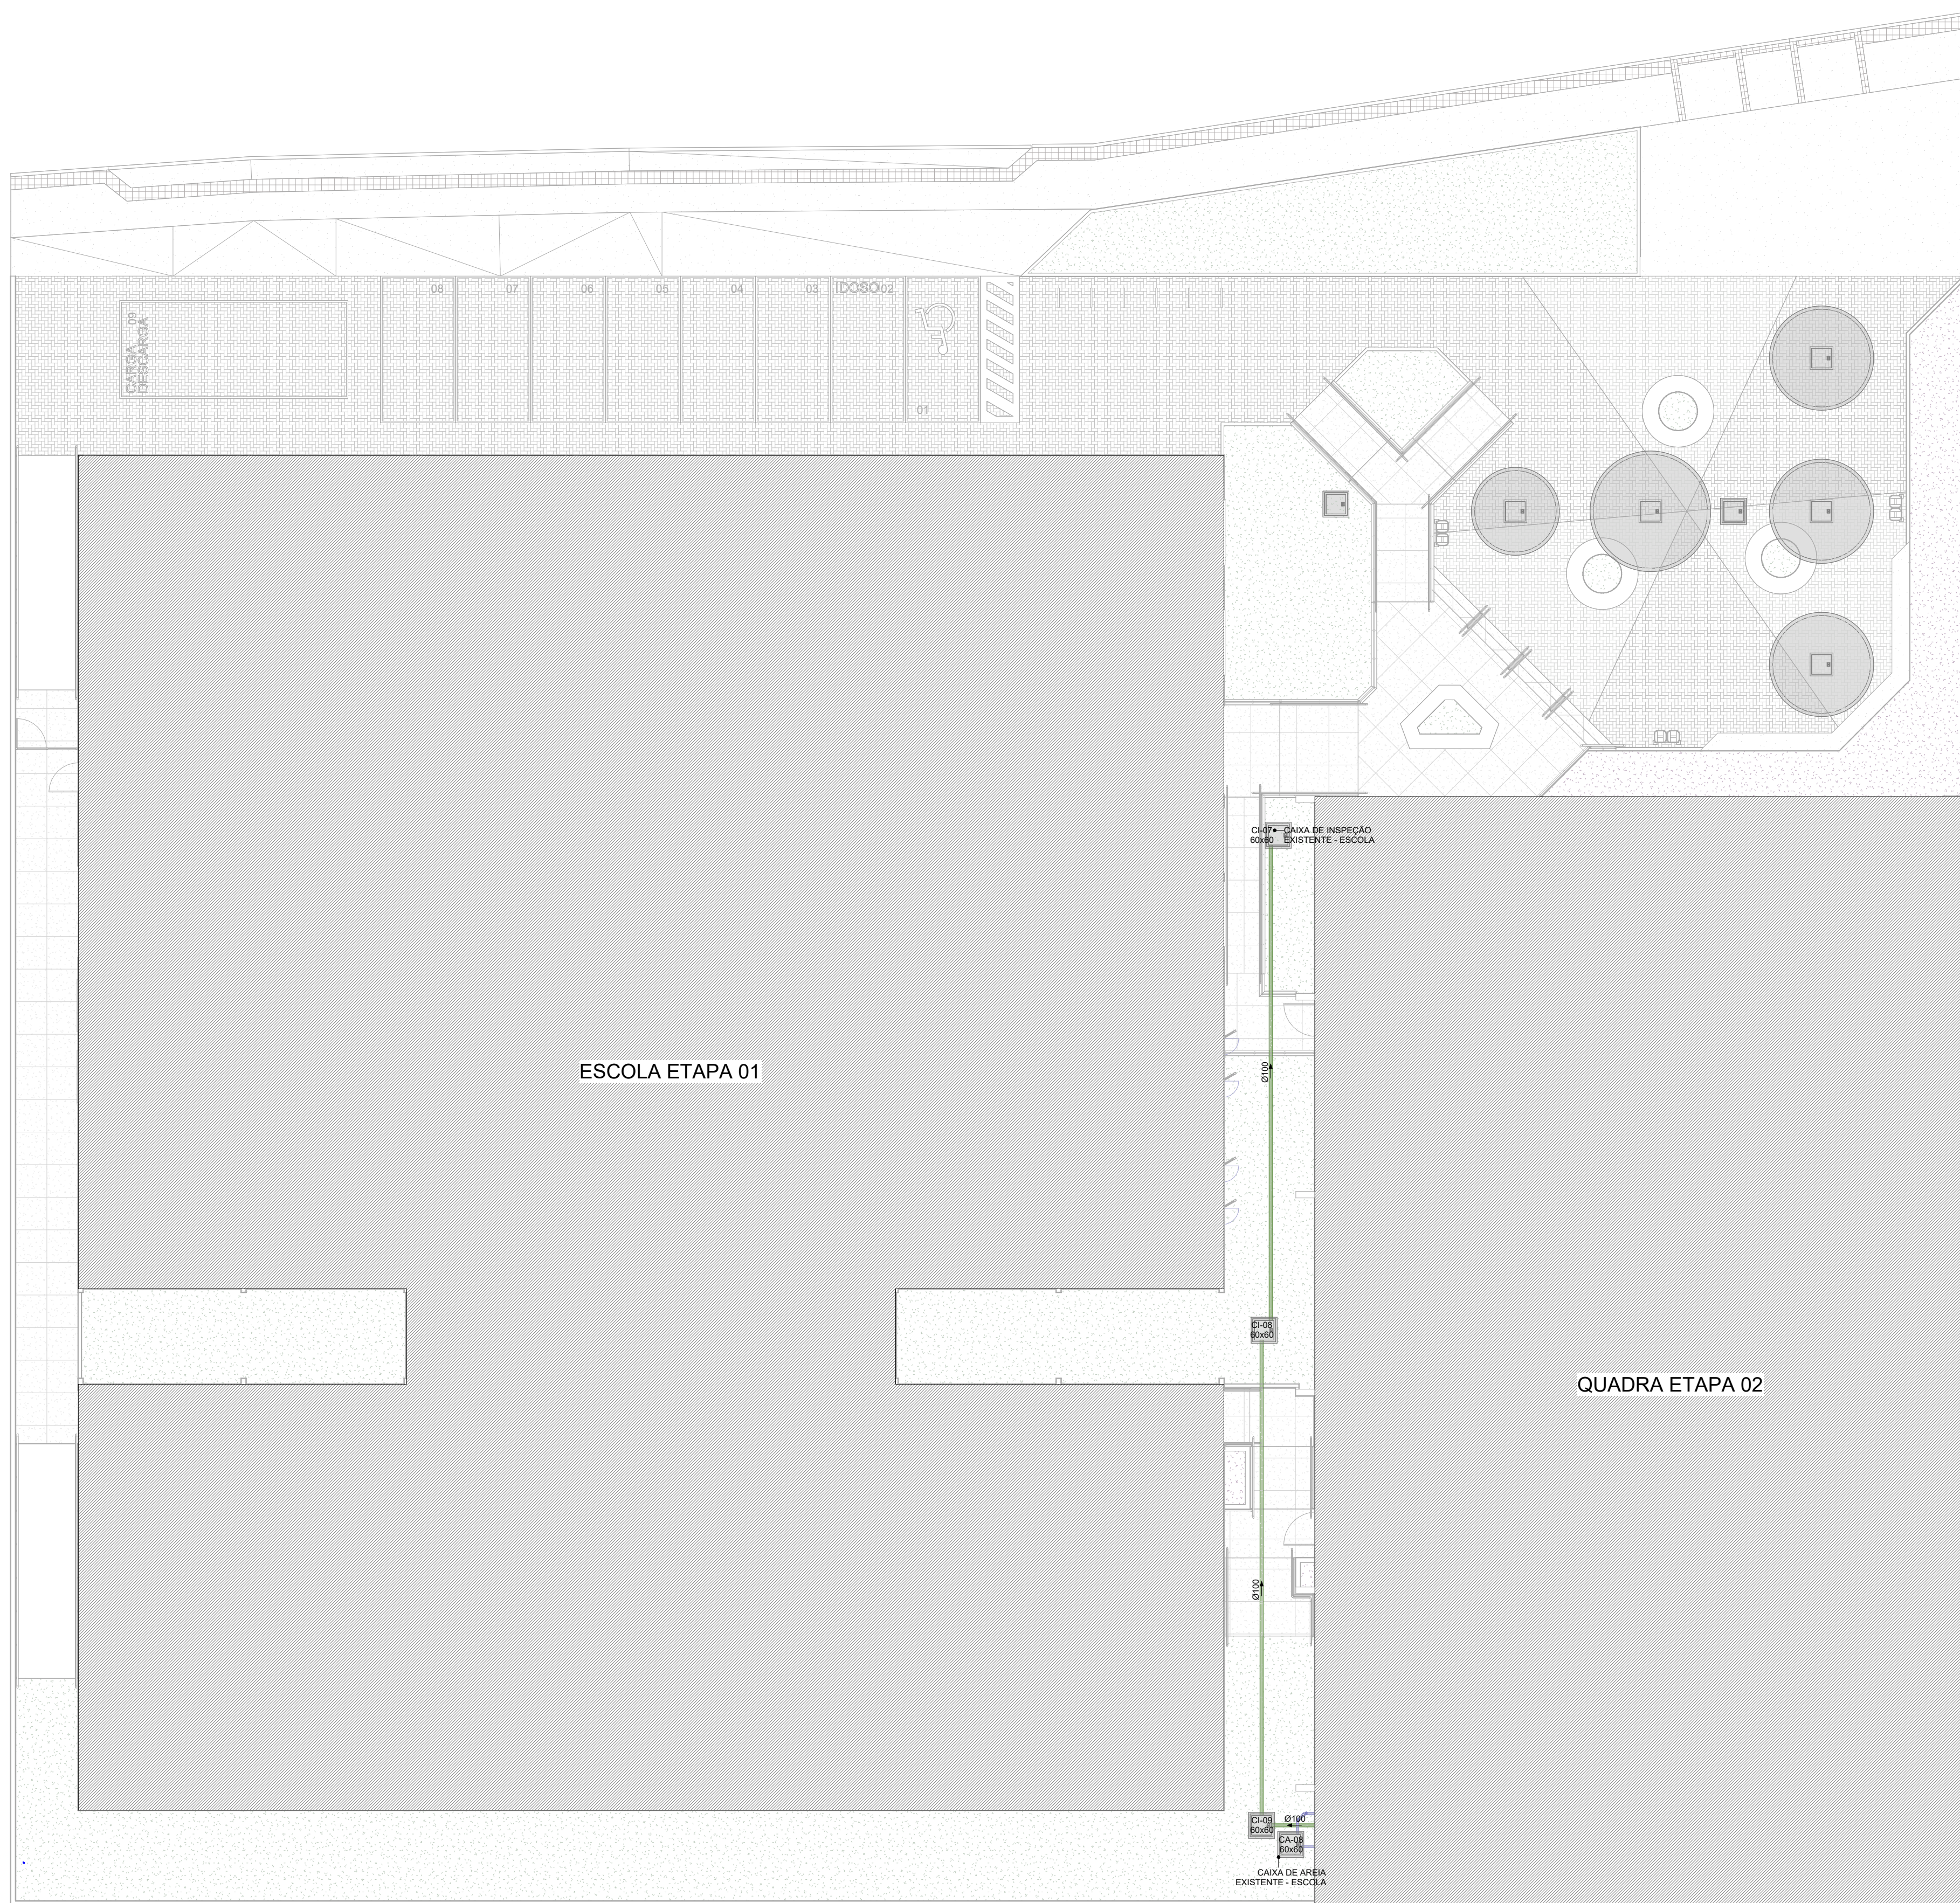 08
07
06
05
04
03
IDOSO 02
CARGA 09
DESCARGA
01
CI-07
60x60
CAIXA DE INSPEÇÃO
EXISTENTE - ESCOLA
ESCOLA ETAPA 01
Ø100
CI-08
60x60
QUADRA ETAPA 02
Ø100
CI-09
60x60
Ø100
CA-08
60x60
CAIXA DE AREIA
EXISTENTE - ESCOLA